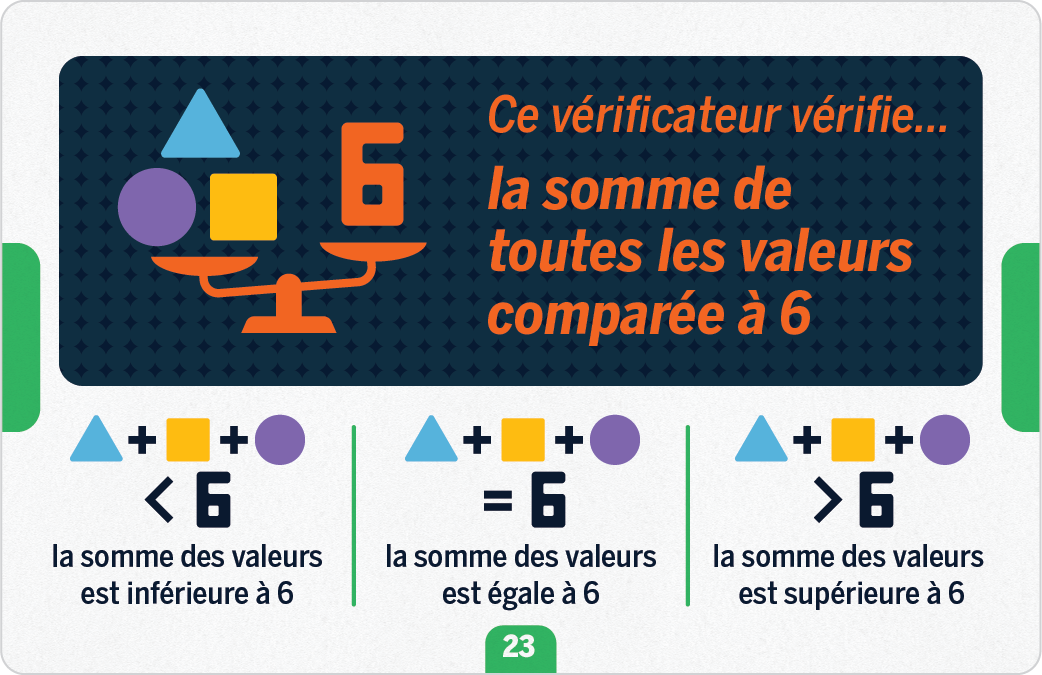 6
Ce vérificateur vérifie...
la somme de
toutes les valeurs
comparée à 6
+ +
< 6
la somme des valeurs
est inférieure à 6
+ +
= 6
la somme des valeurs
est égale à 6
+ +
> 6
la somme des valeurs
est supérieure à 6
23